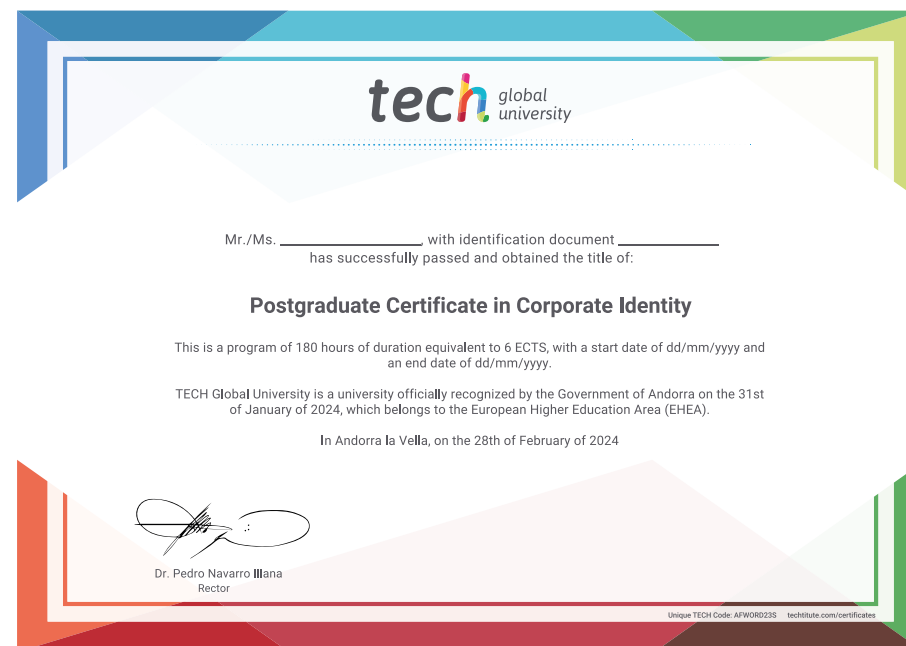 tech global university
Mr./Ms. ____________, with identification document ____________
has successfully passed and obtained the title of:
Postgraduate Certificate in Corporate Identity
This is a program of 180 hours of duration equivalent to 6 ECTS, with a start date of dd/mm/yyyy and
an end date of dd/mm/yyyy.
TECH Global University is a university officially recognized by the Government of Andorra on the 31st
of January of 2024, which belongs to the European Higher Education Area (EHEA).
In Andorra la Vella, on the 28th of February of 2024
Dr. Pedro Navarro Illana
Rector
Unique TECH Code: AFWORD23S techtitute.com/certificates